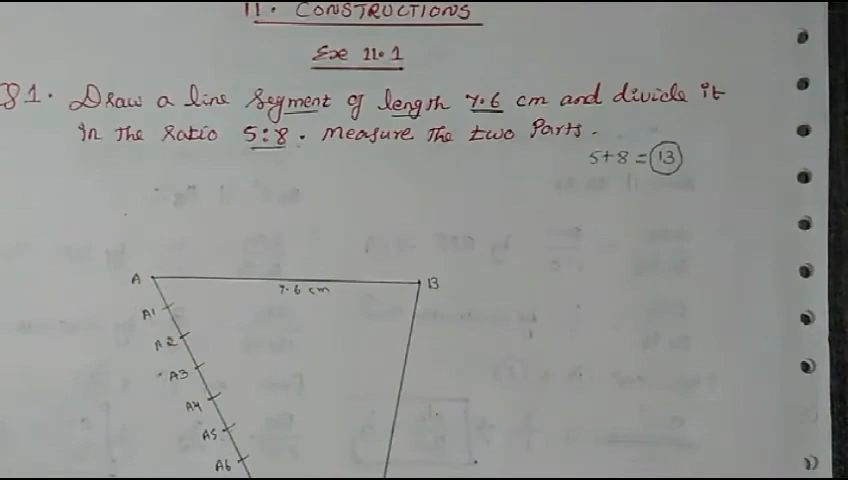 11. CONSTRUCTIONS
Exe 11.1
Q1. Draw a line segment of length 7.6 cm and divide it
in the ratio 5:8. Measure the two parts.
5+8 = 13
A
B
7.6 cm
A1
A2
A3
A4
A5
A6